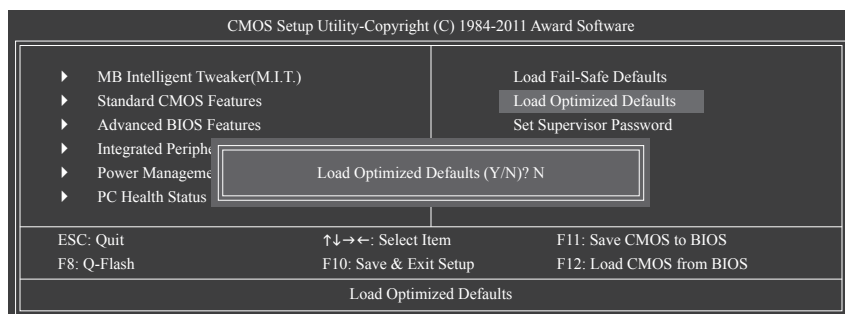 CMOS Setup Utility-Copyright (C) 1984-2011 Award Software
MB Intelligent Tweaker(M.I.T.)
Standard CMOS Features
Advanced BIOS Features
Integrated Periphe
Power Manageme
PC Health Status
Load Fail-Safe Defaults
Load Optimized Defaults
Set Supervisor Password
Load Optimized Defaults (Y/N)? N
ESC: Quit ↑↓→←: Select Item F11: Save CMOS to BIOS
F8: Q-Flash F10: Save & Exit Setup F12: Load CMOS from BIOS
Load Optimized Defaults